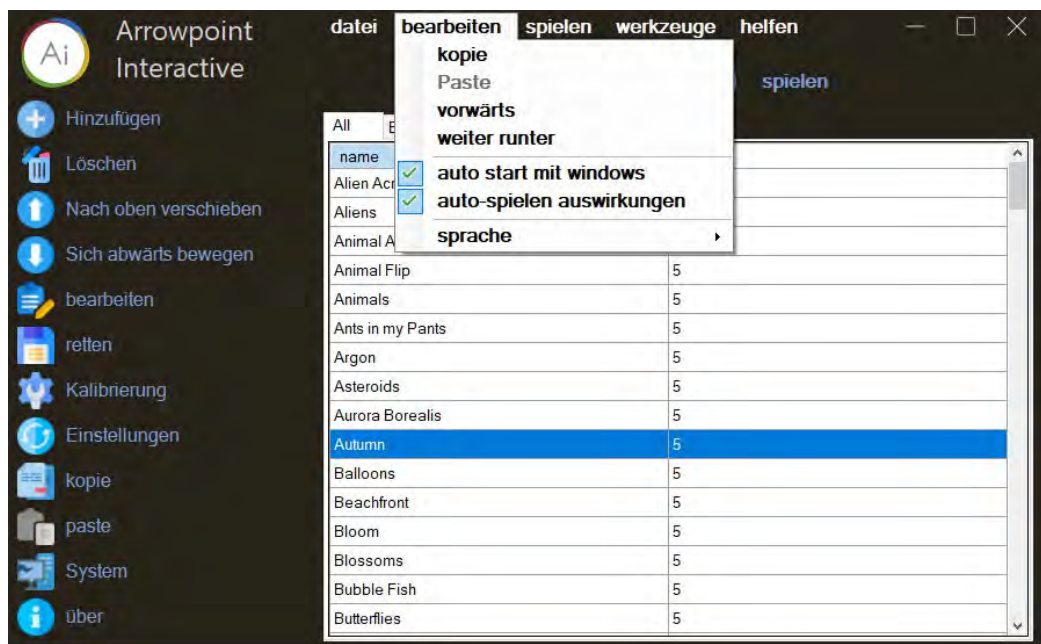 Ai
Arrowpoint
Interactive
datei bearbeiten spielen werkzeuge helfen
kopie
Paste
vorwärts
weiter runter
auto start mit windows
auto-spielen auswirkungen
sprache
spielen
Hinzufügen
Löschen
Nach oben verschieben
Sich abwärts bewegen
bearbeiten
retten
Kalibrierung
Einstellungen
kopie
paste
System
über
All
name
Alien Acr
Aliens
Animal A
Animal Flip 5
Animals 5
Ants in my Pants 5
Argon 5
Asteroids 5
Aurora Borealis 5
Autumn 5
Balloons 5
Beachfront 5
Bloom 5
Blossoms 5
Bubble Fish 5
Butterflies 5